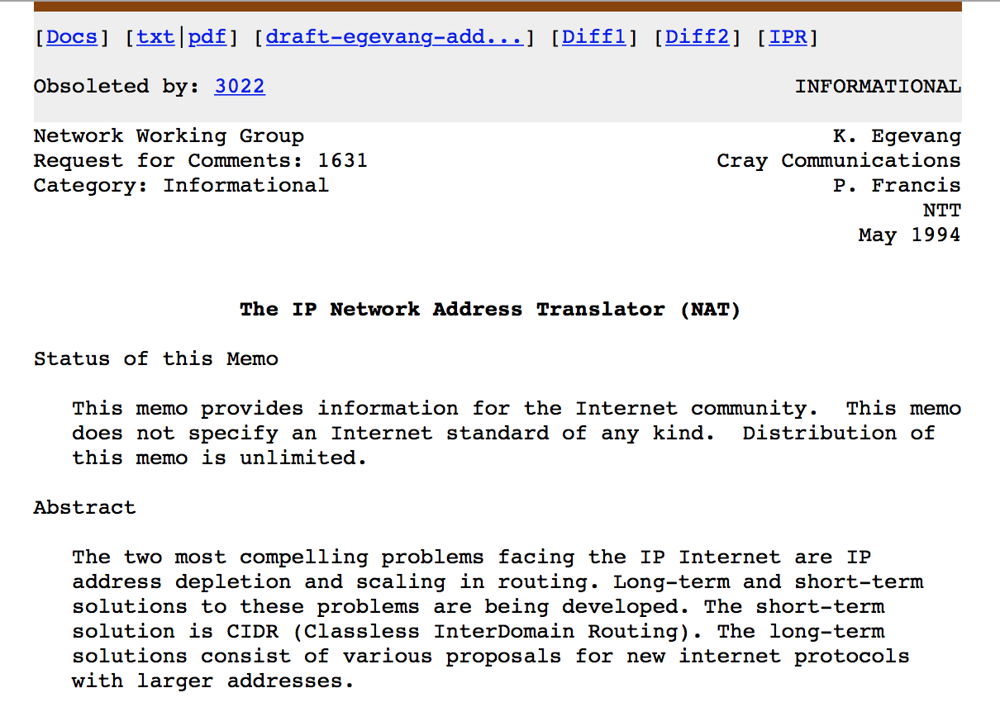 [Docs] [txt|pdf] [draft-egevang-add...] [Diff1] [Diff2] [IPR]
Obsoleted by: 3022 INFORMATIONAL
Network Working Group K. Egevang
Request for Comments: 1631 Cray Communications
Category: Informational P. Francis
NTT
May 1994
The IP Network Address Translator (NAT)
Status of this Memo
This memo provides information for the Internet community. This memo
does not specify an Internet standard of any kind. Distribution of
this memo is unlimited.
Abstract
The two most compelling problems facing the IP Internet are IP
address depletion and scaling in routing. Long-term and short-term
solutions to these problems are being developed. The short-term
solution is CIDR (Classless InterDomain Routing). The long-term
solutions consist of various proposals for new internet protocols
with larger addresses.